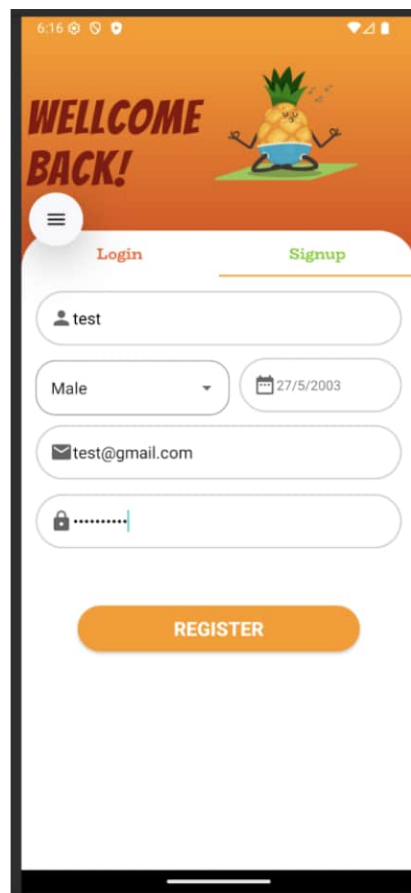 6:16
WELLCOME
BACK!
Login Signup
test
Male 27/5/2003
test@gmail.com
••••••••••
REGISTER